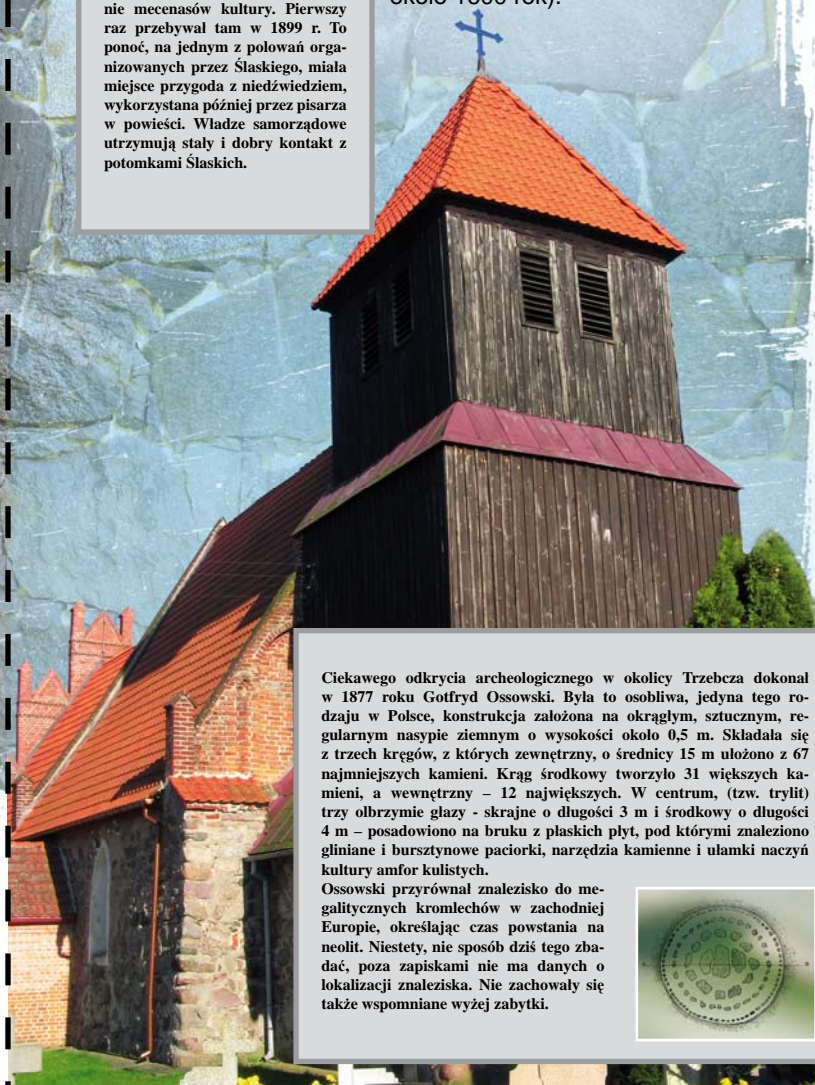 nie mecenasów kultury. Pierwszy
raz przebywał tam w 1899 r. To
ponoć, na jednym z polowań orga-
nizowanych przez Ślaskiego, miała
miejsce przygoda z niedźwiedziem,
wykorzystana później przez pisarza
w powieści. Władze samorządowe
utrzymują stały i dobry kontakt z
potomkami Ślaskich.
Ciekawego odkrycia archeologicznego w okolicy Trzebcza dokonał
w 1877 roku Gotfryd Ossowski. Była to osobliwa, jedyna tego ro-
dzaju w Polsce, konstrukcja założona na okrągłym, sztucznym, re-
gularnym nasypie ziemnym o wysokości około 0,5 m. Składała się
z trzech kręgów, z których zewnętrzny, o średnicy 15 m ułożono z 67
najmniejszych kamieni. Krąg środkowy tworzyło 31 większych ka-
mieni, a wewnętrzny – 12 największych. W centrum, (tzw. trylit)
trzy olbrzymie głazy - skrajne o długości 3 m i środkowy o długości
4 m – posadowiono na bruku z płaskich płyt, pod którymi znaleziono
gliniane i bursztynowe paciorki, narzędzia kamienne i ułamki naczyń
kultury amfor kulistych.
Ossowski przyrównał znalezisko do me-
galitycznych kromlechów w zachodniej
Europie, określając czas powstania na
neolit. Niestety, nie sposób dziś tego zba-
dać, poza zapiskami nie ma danych o
lokalizacji znaleziska. Nie zachowały się
także wspomniane wyżej zabytki.